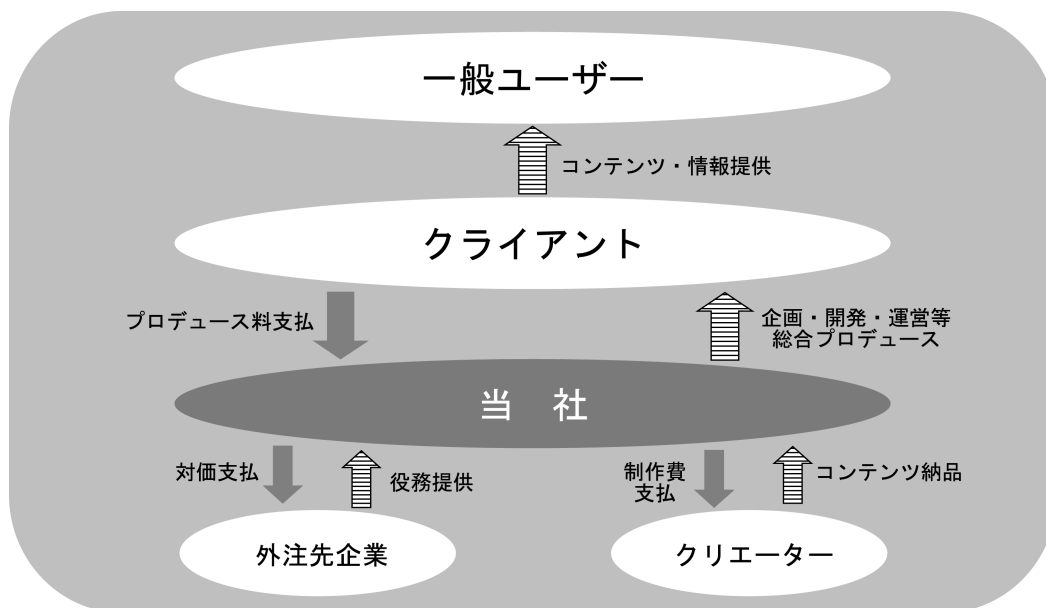 一般ユーザー
コンテンツ・情報提供
クライアント
プロデュース料支払
企画・開発・運営等
総合プロデュース
当　社
対価支払
役務提供
制作費
支払
コンテンツ納品
外注先企業
クリエーター